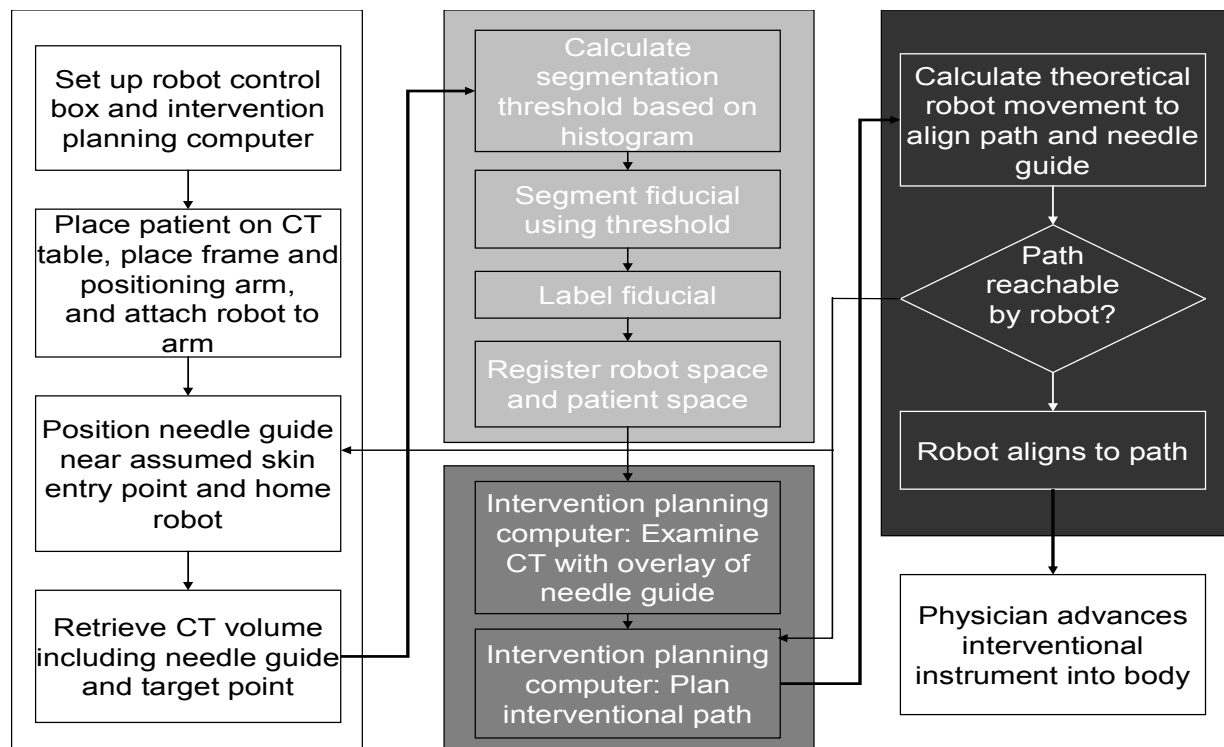 Set up robot control
box and intervention
planning computer
Place patient on CT
table, place frame and
positioning arm,
and attach robot to
arm
Position needle guide
near assumed skin
entry point and home
robot
Retrieve CT volume
including needle guide
and target point
Calculate
segmentation
threshold based on
histogram
Segment fiducial
using threshold
Label fiducial
Register robot space
and patient space
Intervention planning
computer: Examine
CT with overlay of
needle guide
Intervention planning
computer: Plan
interventional path
Calculate theoretical
robot movement to
align path and needle
guide
Path
reachable
by robot?
Robot aligns to path
Physician advances
interventional
instrument into body